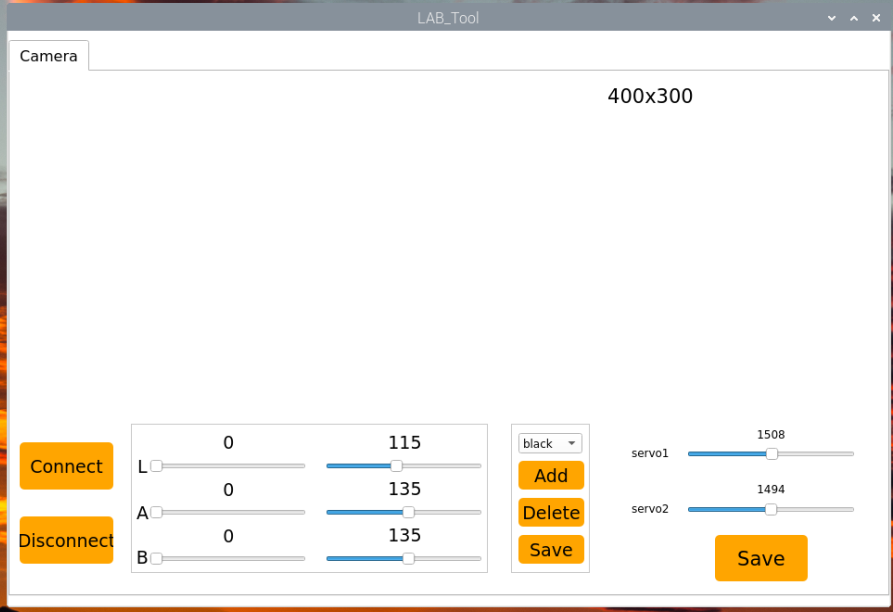 LAB_Tool
Camera
400x300
Connect
Disconnect
0 115
L
0 135
A
0 135
B
black
Add
Delete
Save
1508
servo1
1494
servo2
Save